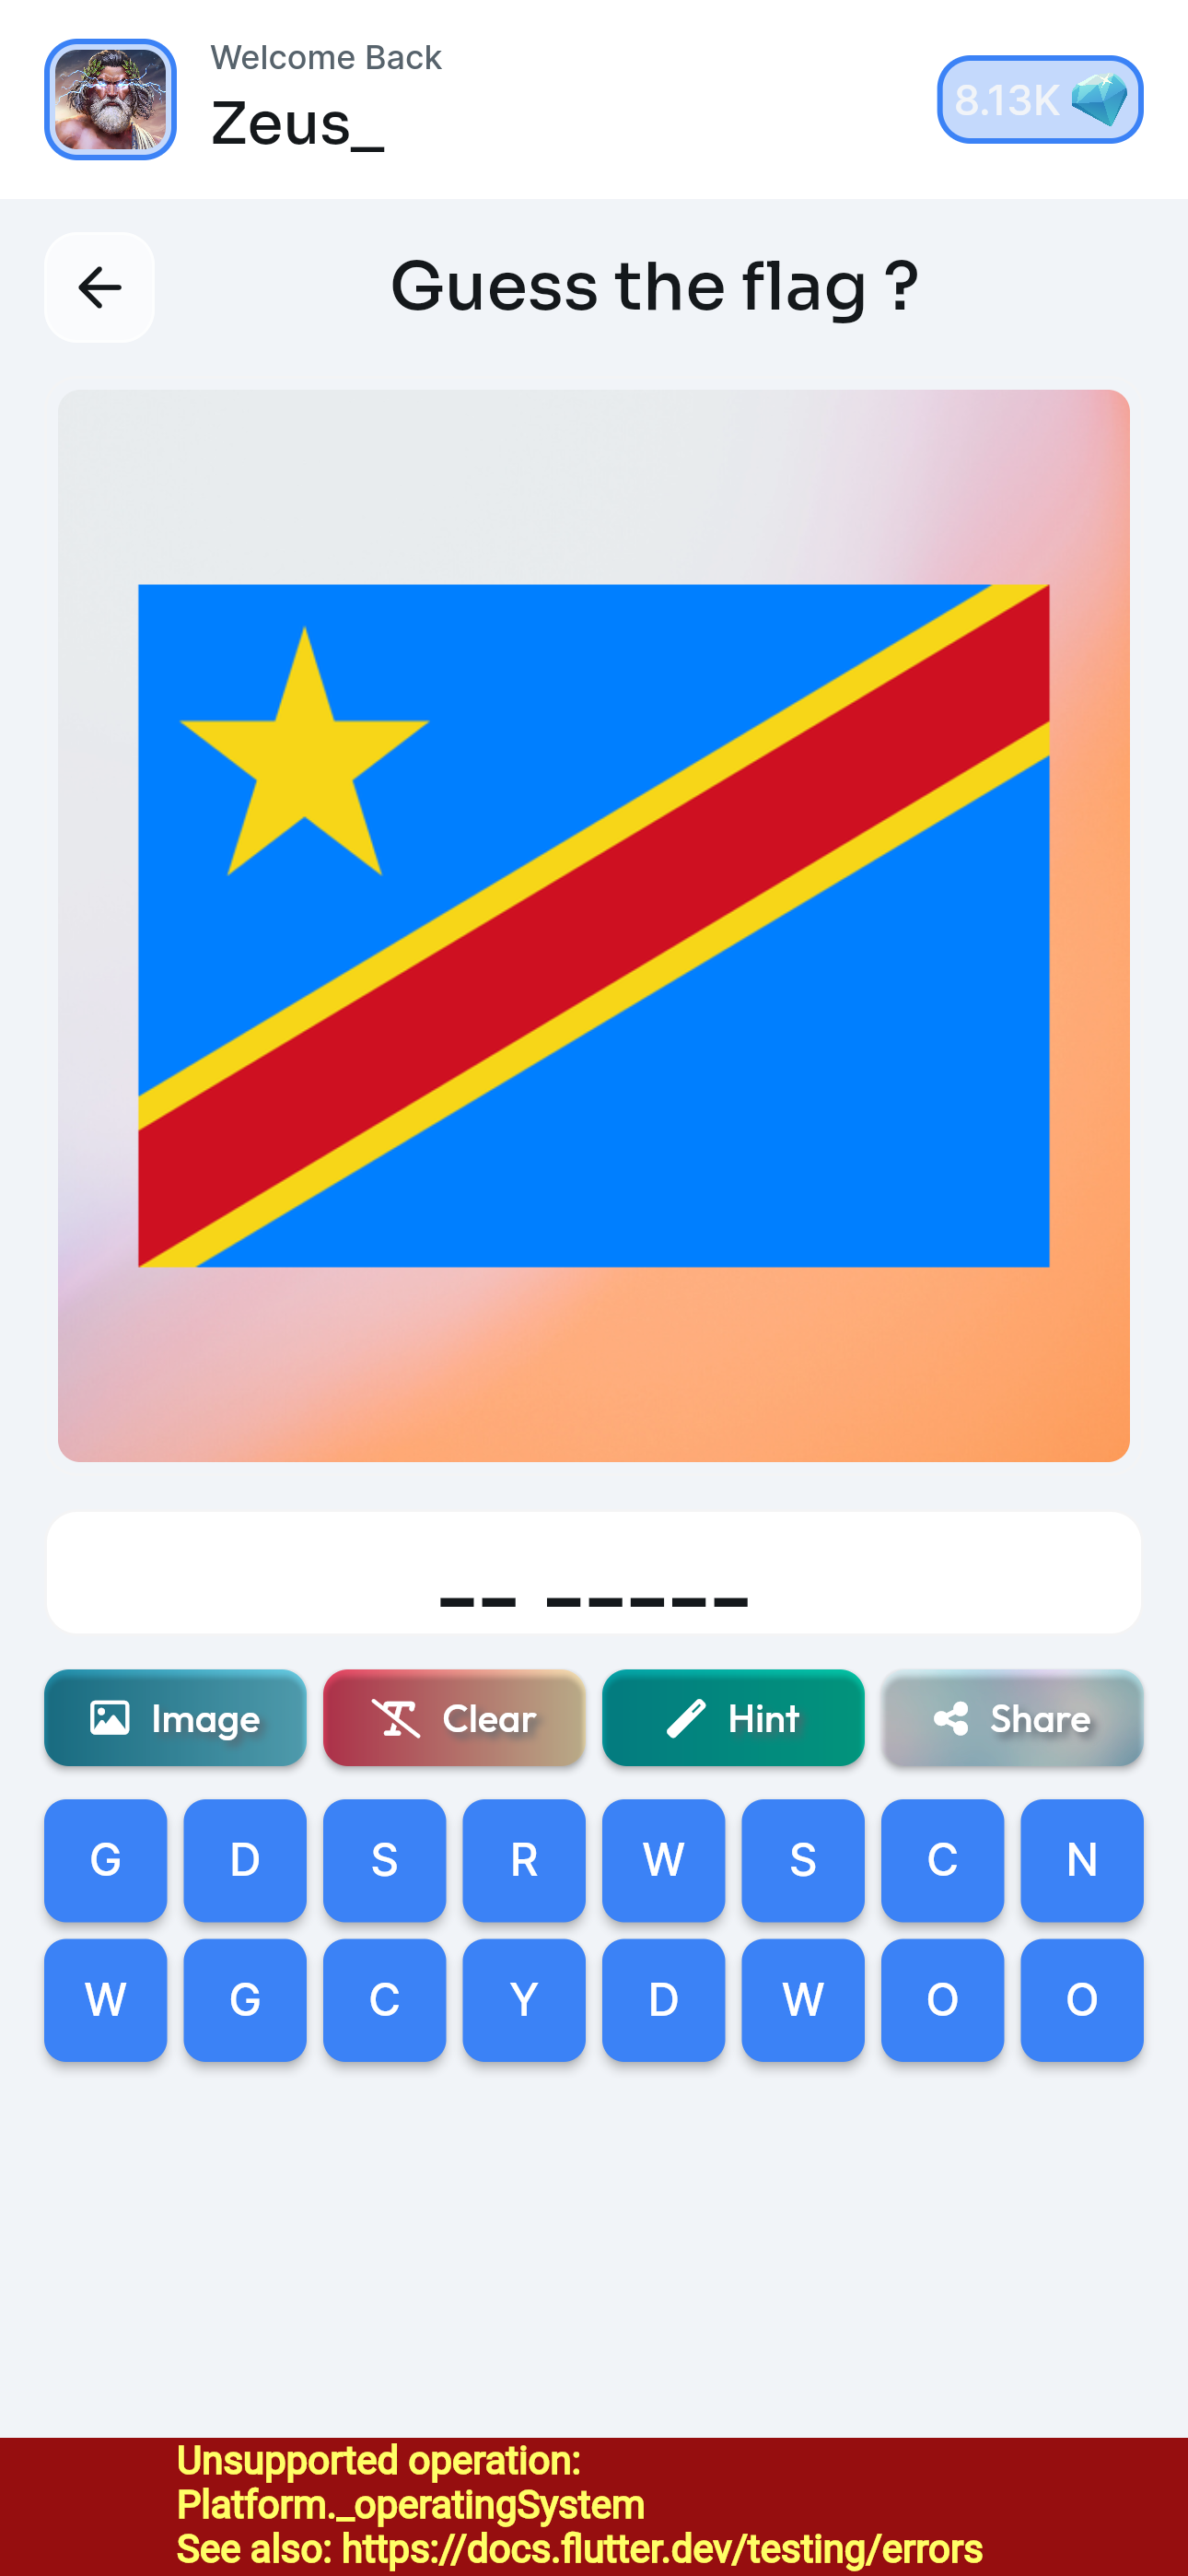 Welcome Back
Zeus_
8.13K
Guess the flag ?
__ _____
Image
Clear
Hint
Share
G D S R W S C N
W G C Y D W O O
Unsupported operation:
Platform._operatingSystem
See also: https://docs.flutter.dev/testing/errors